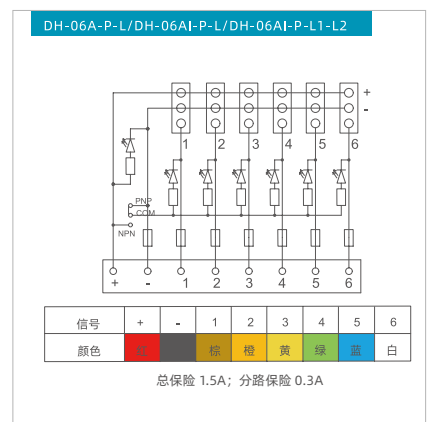 DH-06A-P-L/DH-06AI-P-L/DH-06AI-P-L1-L2
+
-
1 2 3 4 5 6
PNP
COM
NPN
+ - 1 2 3 4 5 6
信号 + - 1 2 3 4 5 6
颜色 红 棕 橙 黄 绿 蓝 白
总保险 1.5A；分路保险 0.3A